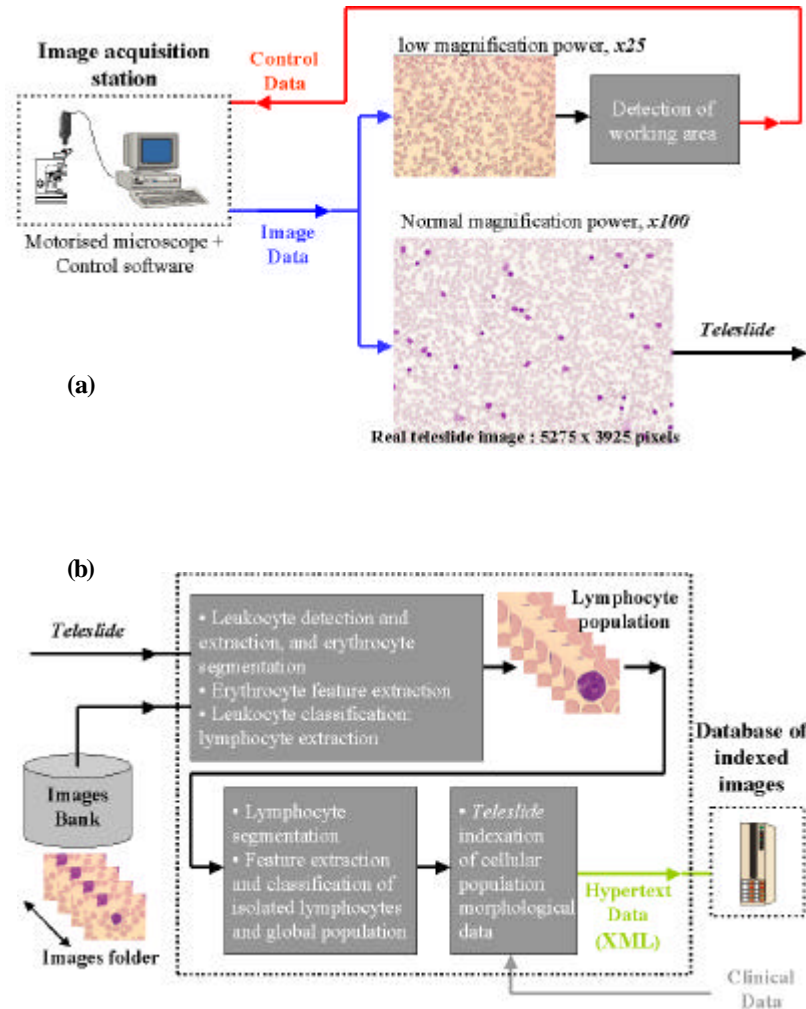 Image acquisition
station
Control
Data
low magnification power, x25
Detection of
working area
Image
Data
Motorised microscope +
Control software
Normal magnification power, x100
Teleslide
Real teleslide image : 5275 x 3925 pixels
(a)
(b)
Teleslide
• Leukocyte detection and
extraction, and erythrocyte
segmentation
• Erythrocyte feature extraction
• Leukocyte classification:
lymphocyte extraction
Lymphocyte
population
Images
Bank
Images folder
• Lymphocyte
segmentation
• Feature extraction
and classification of
isolated lymphocytes
and global population
• Teleslide
indexation
of cellular
population
morphological
data
Hypertext
Data
(XML)
Database of
indexed
images
Clinical
Data